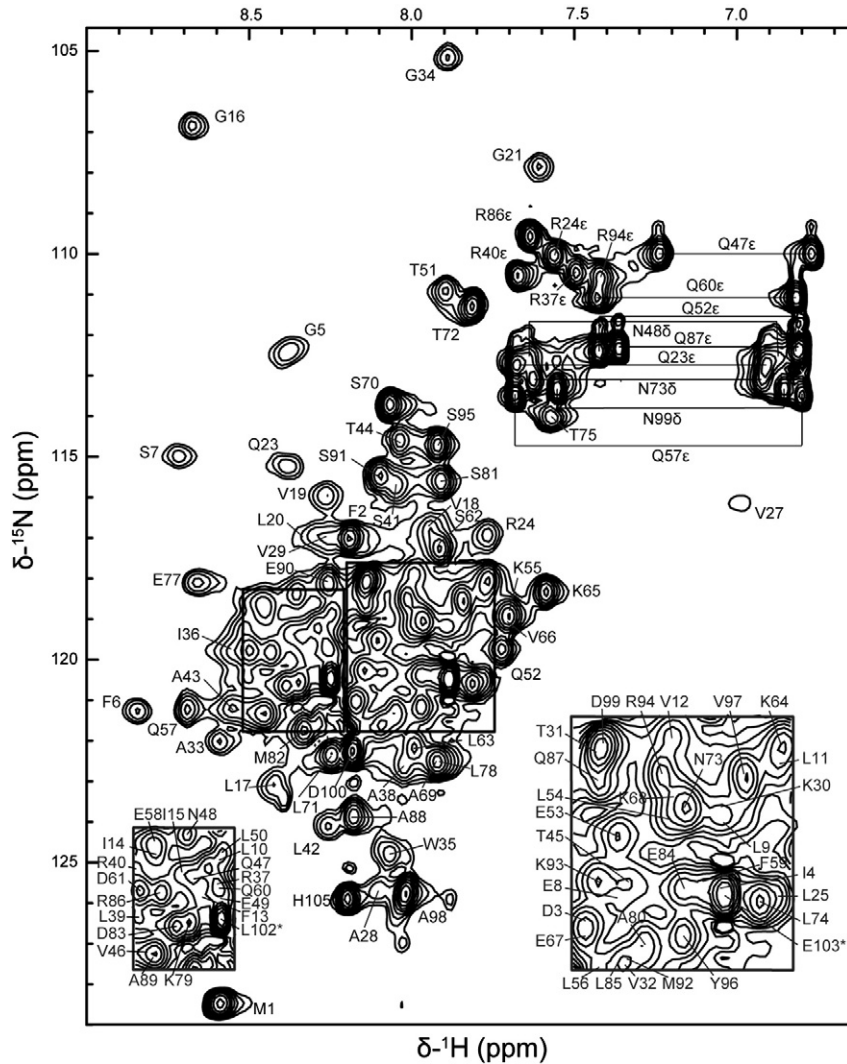 8.5 8.0 7.5 7.0
105
G34
G16
G21
R86ε R24ε
R94ε
Q47ε
R40ε
110
T51
R37ε
Q60ε
T72
Q52ε
G5
N48δ
Q87ε
Q23ε
S70
N73δ
T44 S95
N99δ
T75
S7 Q23
S91 S81
115
Q57ε
V19
F2 S41 V18
S62
V27
L20
R24
V29
E90
K55
E77
K65
I36
V66
120
A43
Q52
F6
Q57
A33
M82
L63
L17
L71
D100
A38 A69
L78
A88
L42
W35
125
H105
A28
A98
M1
E58 I15 N48
I14
L50
L10
R40
Q47
D61
R37
R86
Q60
E49
L39
F13
D83
L102*
V46
A89 K79
D99 R94 V12 V97 K64
T31
Q87
N73
L11
L54
K68
K30
E53
T45
L9
E84
F59
K93
I4
E8
L25
D3
A80
L74
E67
E103*
L56 L85 V32 M92 Y96
δ-¹⁵N (ppm)
δ-¹H (ppm)